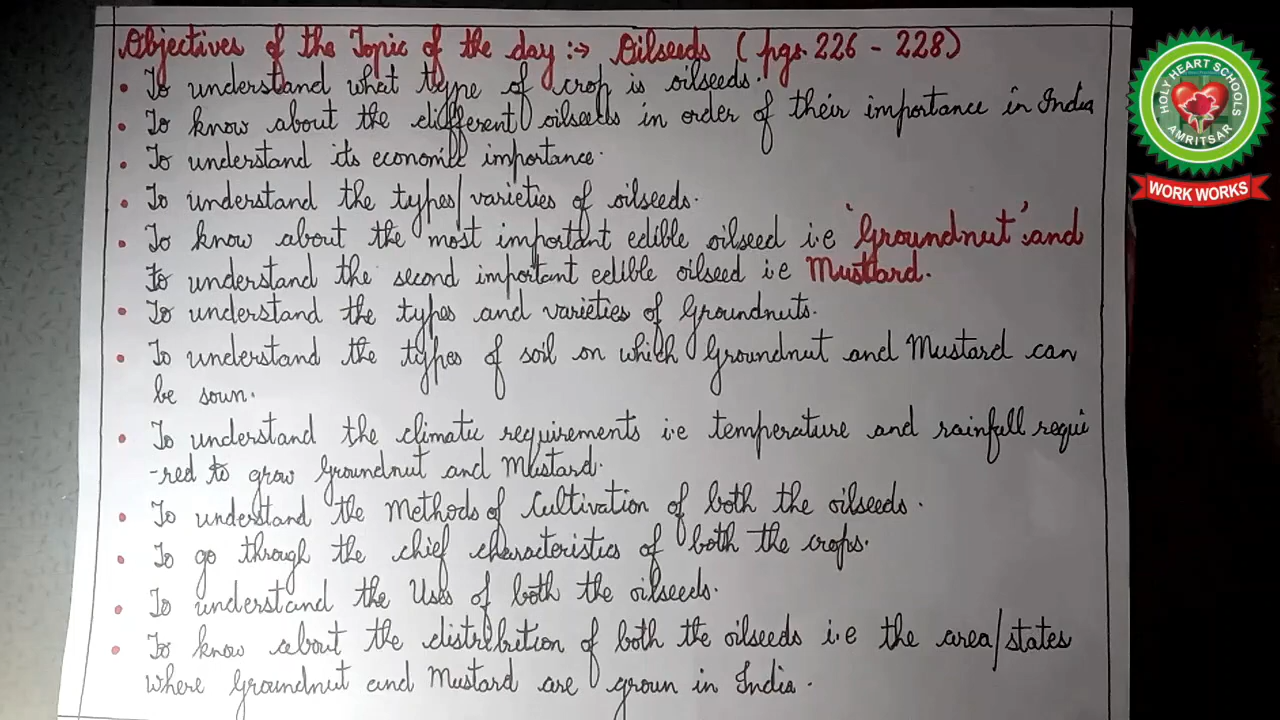 Objectives of the Topic of the day :→ Oilseeds (pgs. 226 - 228)
• To understand what type of crop is oilseeds.
• To know about the different oilseeds in order of their importance in India
• To understand its economic importance.
• To understand the types/varieties of oilseeds.
• To know about the most important edible oilseed i.e 'Groundnut' and
to understand the second important edible oilseed i.e Mustard.
• To understand the types and varieties of Groundnuts.
• To understand the types of soil on which Groundnut and Mustard can
be sown.
• To understand the climatic requirements i.e temperature and rainfall requi
-red to grow Groundnut and Mustard.
• To understand the Methods of Cultivation of both the oilseeds.
• To go through the chief characteristics of both the crops.
• To understand the Uses of both the oilseeds.
• To know about the distribution of both the oilseeds i.e the area/states
where Groundnut and Mustard are grown in India.
HOLY HEART SCHOOLS
AMRITSAR
WORK WORKS